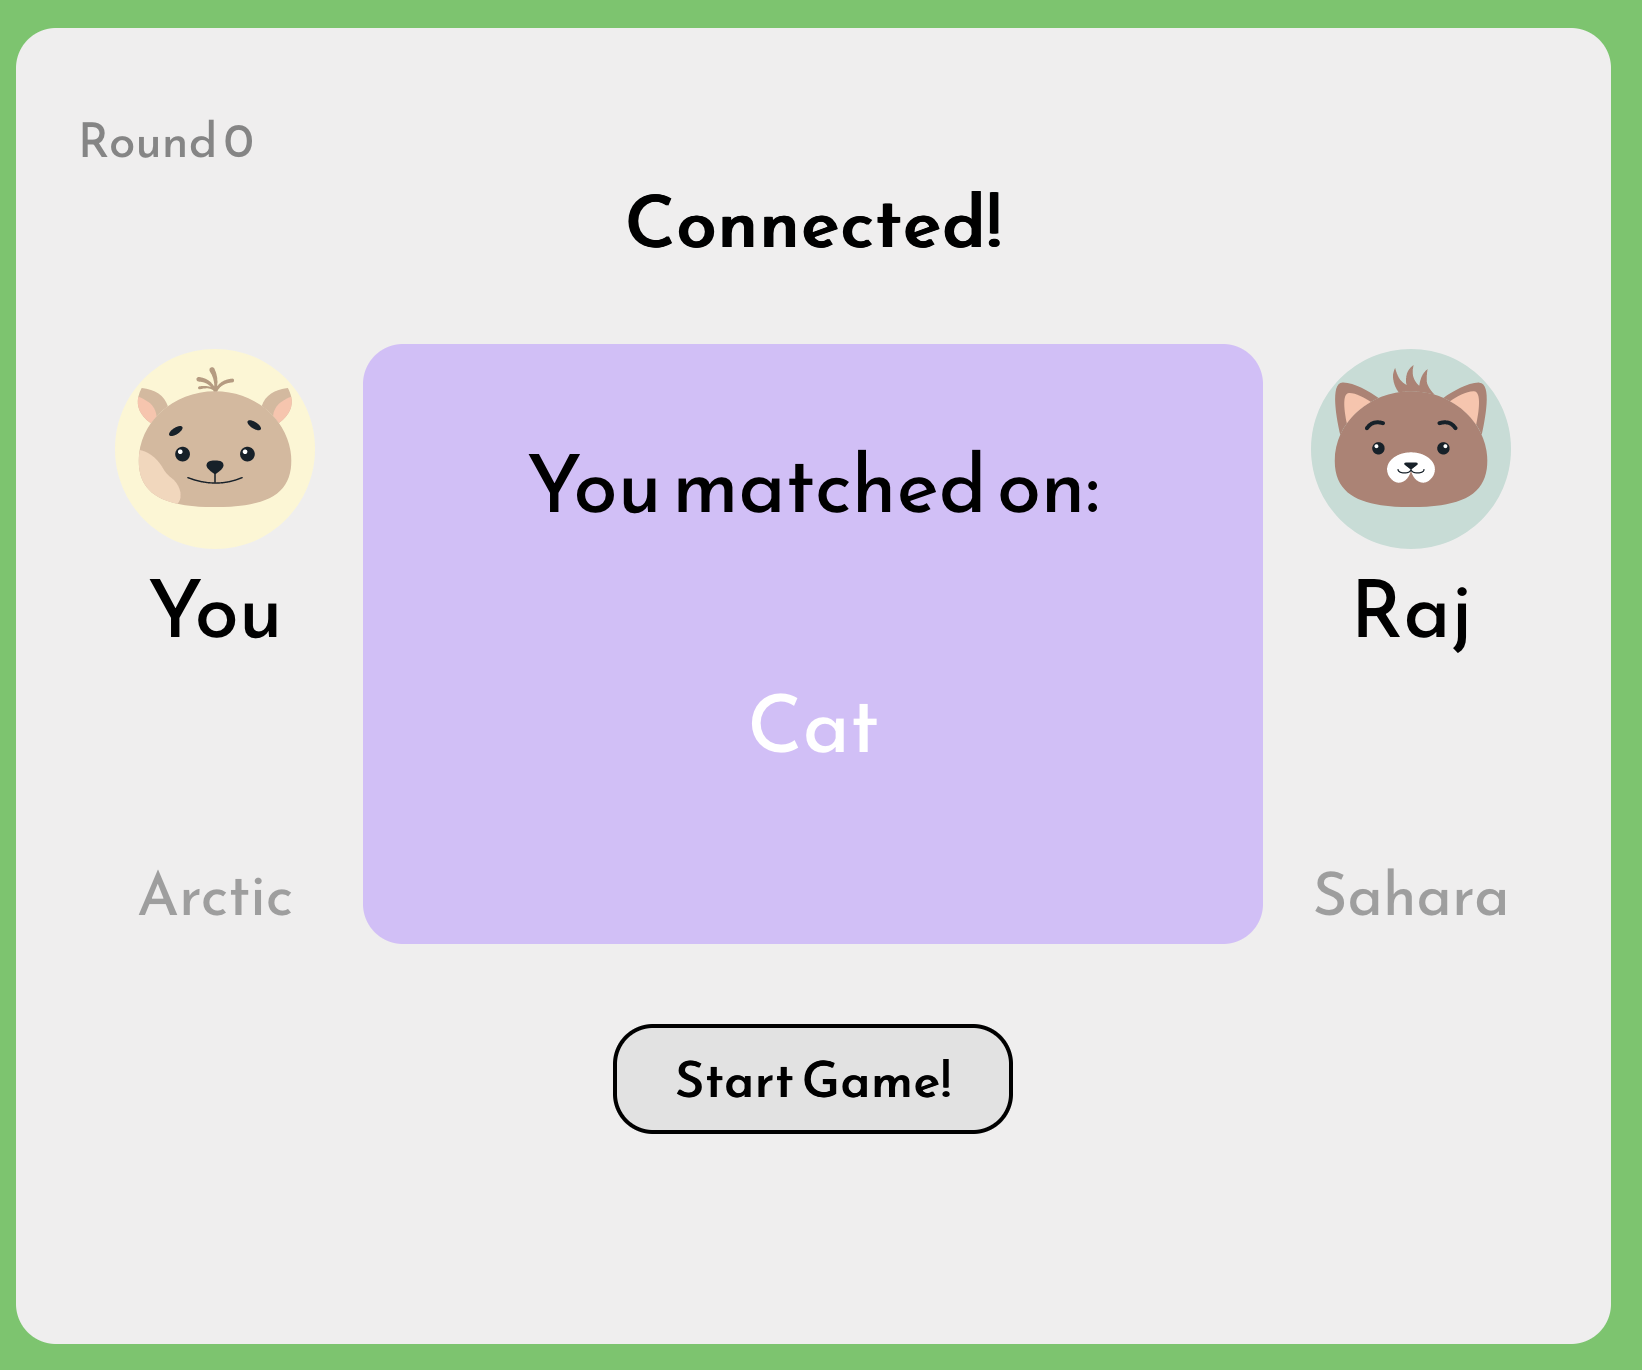 Round 0
Connected!
You matched on:
You
Raj
Cat
Arctic
Sahara
Start Game!